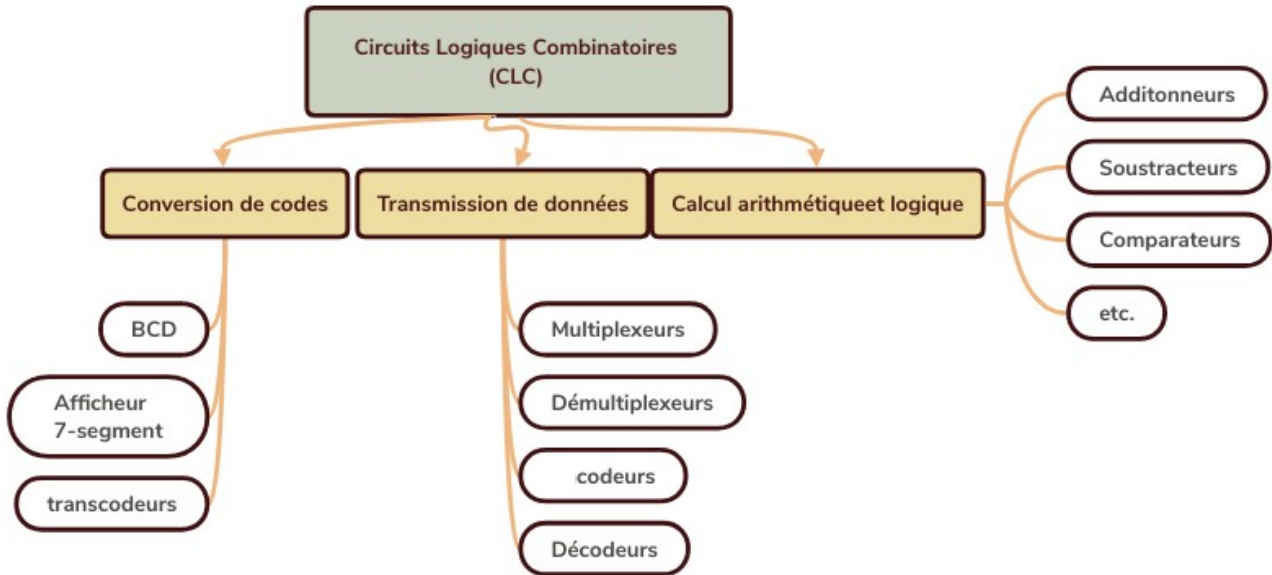 Circuits Logiques Combinatoires
(CLC)
Conversion de codes
Transmission de données
Calcul arithmétiqueet logique
BCD
Afficheur
7-segment
transcodeurs
Multiplexeurs
Démultiplexeurs
codeurs
Décodeurs
Additonneurs
Soustracteurs
Comparateurs
etc.